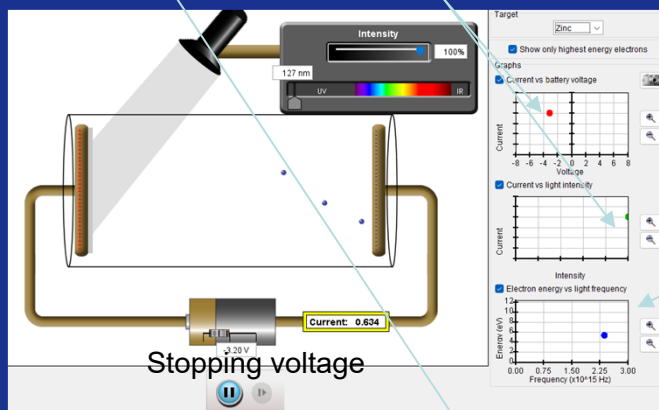 Target
Zinc
Show only highest energy electrons
Graphs
Current vs battery voltage
Current
-8 -6 -4 -2 0 2 4 6 8
Voltage
Current vs light intensity
Current
Intensity
Electron energy vs light frequency
Energy (eV)
12
10
8
6
4
2
0.00 0.75 1.50 2.25 3.00
Frequency (x10^15 Hz)
Intensity
100%
127 nm
UV
IR
Current: 0.634
-3.20 V
Stopping voltage